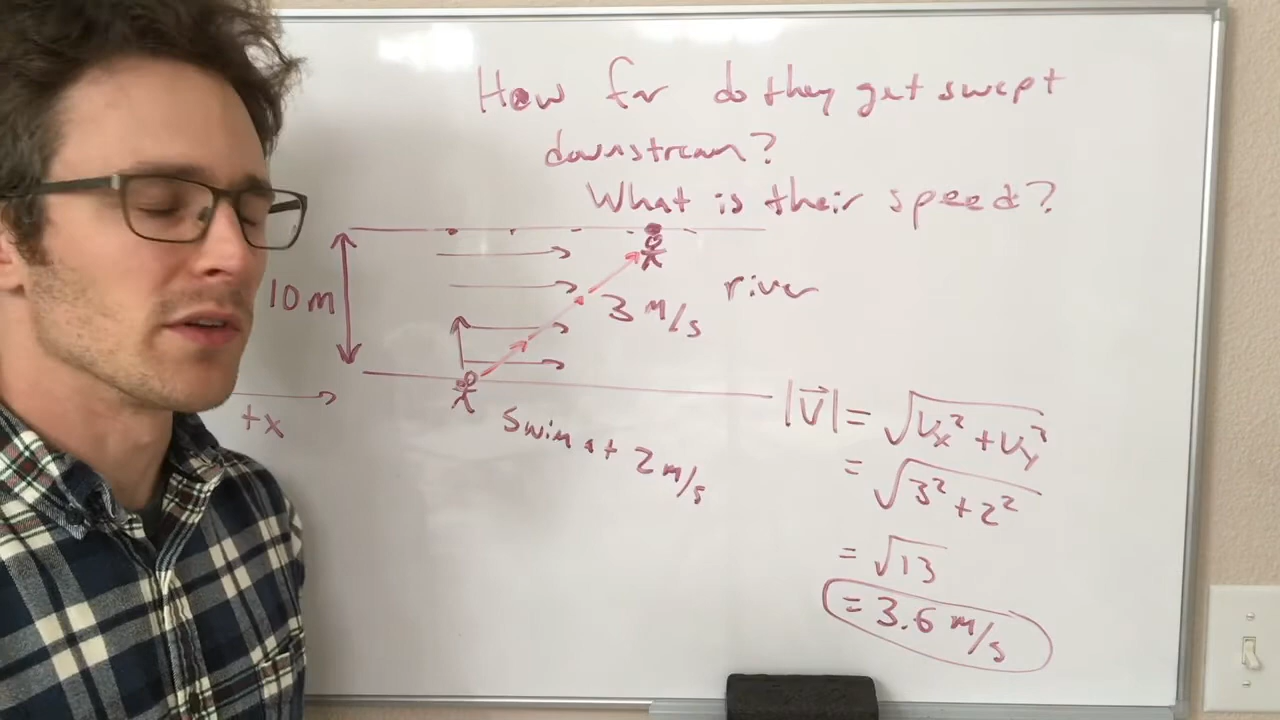 How far do they get swept
downstream?
What is their speed?
10 m
river
3 m/s
+x
Swim at 2 m/s
|V⃗| = √Vx² + Vy²
= √3² + 2²
= √13
= 3.6 m/s